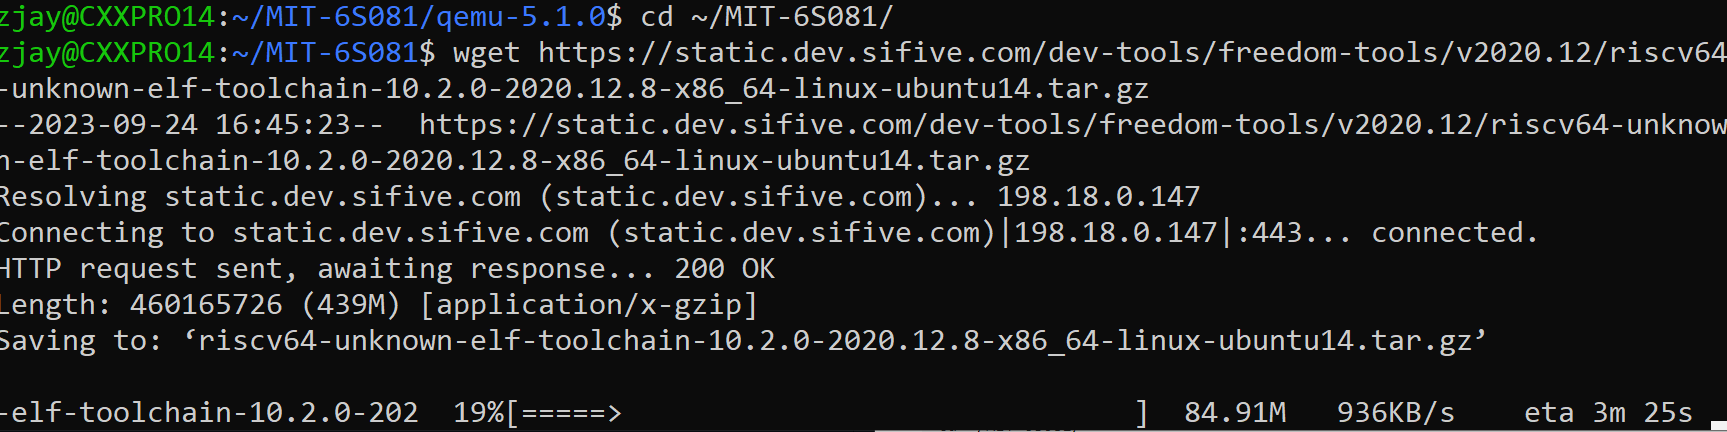 zjay@CXXPRO14:~/MIT-6S081/qemu-5.1.0$ cd ~/MIT-6S081/
zjay@CXXPRO14:~/MIT-6S081$ wget https://static.dev.sifive.com/dev-tools/freedom-tools/v2020.12/riscv64
-unknown-elf-toolchain-10.2.0-2020.12.8-x86_64-linux-ubuntu14.tar.gz
--2023-09-24 16:45:23--  https://static.dev.sifive.com/dev-tools/freedom-tools/v2020.12/riscv64-unknow
n-elf-toolchain-10.2.0-2020.12.8-x86_64-linux-ubuntu14.tar.gz
Resolving static.dev.sifive.com (static.dev.sifive.com)... 198.18.0.147
Connecting to static.dev.sifive.com (static.dev.sifive.com)|198.18.0.147|:443... connected.
HTTP request sent, awaiting response... 200 OK
Length: 460165726 (439M) [application/x-gzip]
Saving to: ‘riscv64-unknown-elf-toolchain-10.2.0-2020.12.8-x86_64-linux-ubuntu14.tar.gz’
-elf-toolchain-10.2.0-202  19%[=====>                              ]  84.91M   936KB/s    eta 3m 25s